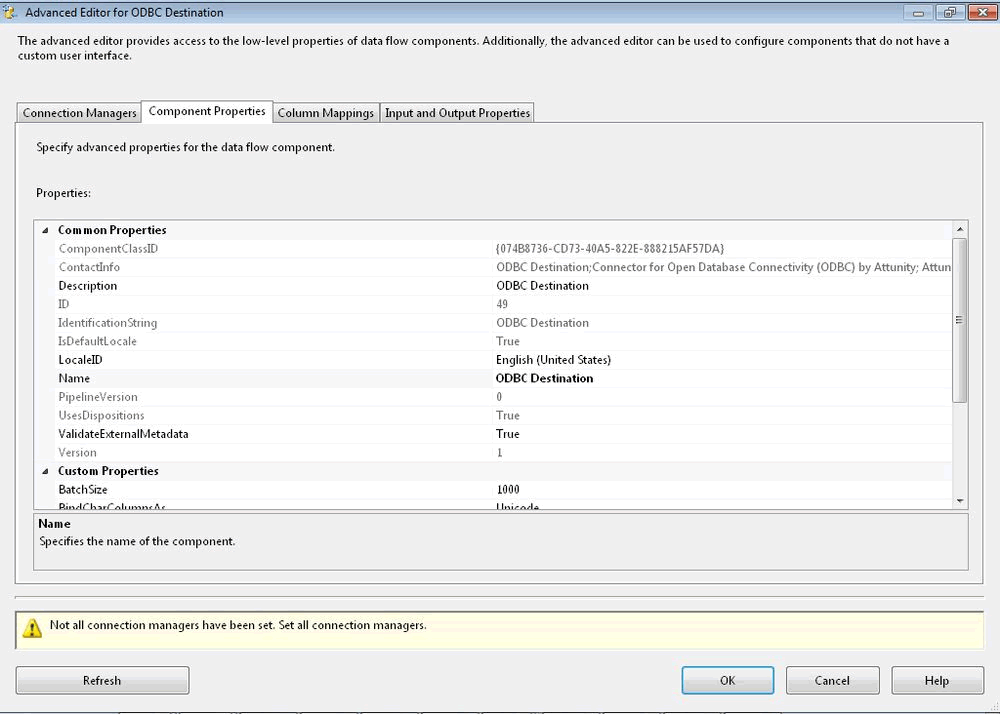 Advanced Editor for ODBC Destination
The advanced editor provides access to the low-level properties of data flow components. Additionally, the advanced editor can be used to configure components that do not have a
custom user interface.
Connection Managers Component Properties Column Mappings Input and Output Properties
Specify advanced properties for the data flow component.
Properties:
Common Properties
ComponentClassID {074B8736-CD73-40A5-822E-888215AF57DA}
ContactInfo ODBC Destination;Connector for Open Database Connectivity (ODBC) by Attunity; Attun
Description ODBC Destination
ID 49
IdentificationString ODBC Destination
IsDefaultLocale True
LocaleID English (United States)
Name ODBC Destination
PipelineVersion 0
UsesDispositions True
ValidateExternalMetadata True
Version 1
Custom Properties
BatchSize 1000
BindCharColumnsAs Unicode
Name
Specifies the name of the component.
Not all connection managers have been set. Set all connection managers.
Refresh OK Cancel Help